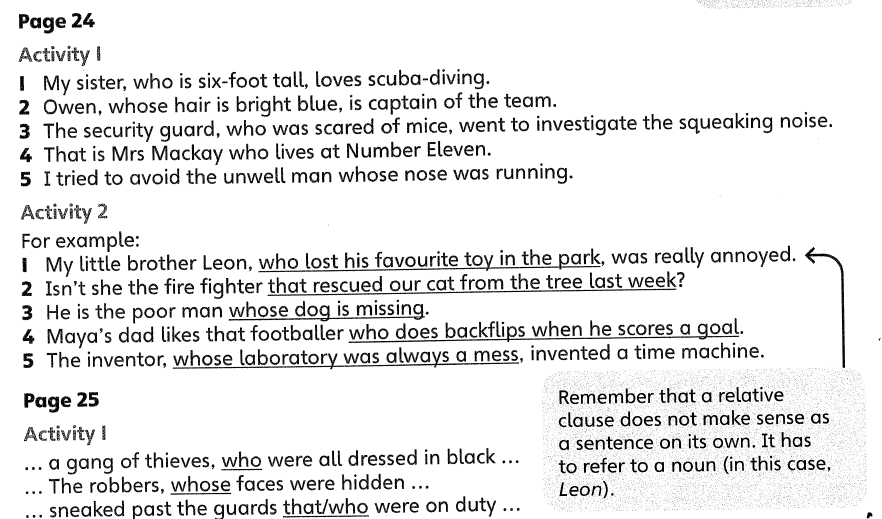 Page 24
Activity 1
1 My sister, who is six-foot tall, loves scuba-diving.
2 Owen, whose hair is bright blue, is captain of the team.
3 The security guard, who was scared of mice, went to investigate the squeaking noise.
4 That is Mrs Mackay who lives at Number Eleven.
5 I tried to avoid the unwell man whose nose was running.
Activity 2
For example:
1 My little brother Leon, who lost his favourite toy in the park, was really annoyed.
2 Isn't she the fire fighter that rescued our cat from the tree last week?
3 He is the poor man whose dog is missing.
4 Maya's dad likes that footballer who does backflips when he scores a goal.
5 The inventor, whose laboratory was always a mess, invented a time machine.
Page 25
Activity 1
... a gang of thieves, who were all dressed in black ...
... The robbers, whose faces were hidden ...
... sneaked past the guards that/who were on duty ...
Remember that a relative
clause does not make sense as
a sentence on its own. It has
to refer to a noun (in this case,
Leon).